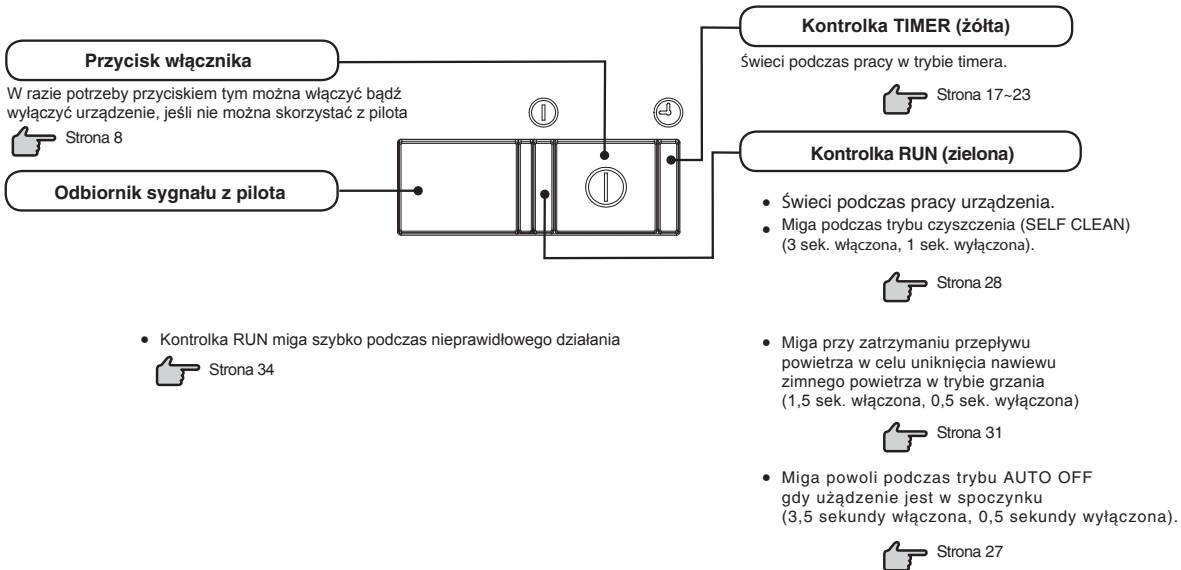 Przycisk włącznika
W razie potrzeby przyciskiem tym można włączyć bądź
wyłączyć urządzenie, jeśli nie można skorzystać z pilota
Strona 8
Odbiornik sygnału z pilota
Kontrolka TIMER (żółta)
Świeci podczas pracy w trybie timera.
Strona 17~23
Kontrolka RUN (zielona)
• Świeci podczas pracy urządzenia.
• Miga podczas trybu czyszczenia (SELF CLEAN)
(3 sek. włączona, 1 sek. wyłączona).
Strona 28
• Kontrolka RUN miga szybko podczas nieprawidłowego działania
Strona 34
• Miga przy zatrzymaniu przepływu
powietrza w celu uniknięcia nawiewu
zimnego powietrza w trybie grzania
(1,5 sek. włączona, 0,5 sek. wyłączona)
Strona 31
• Miga powoli podczas trybu AUTO OFF
gdy użądzenie jest w spoczynku
(3,5 sekundy włączona, 0,5 sekundy wyłączona).
Strona 27